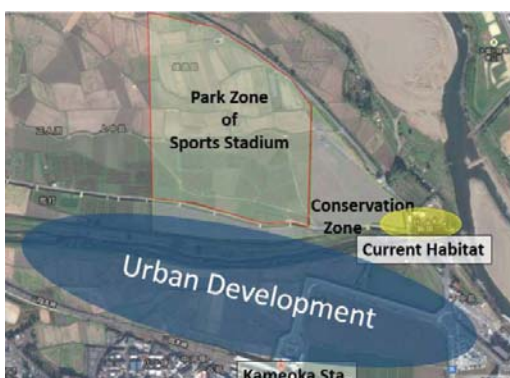 Park Zone
of
Sports Stadium
Conservation
Zone
Current Habitat
Urban Development
Kameoka Sta.